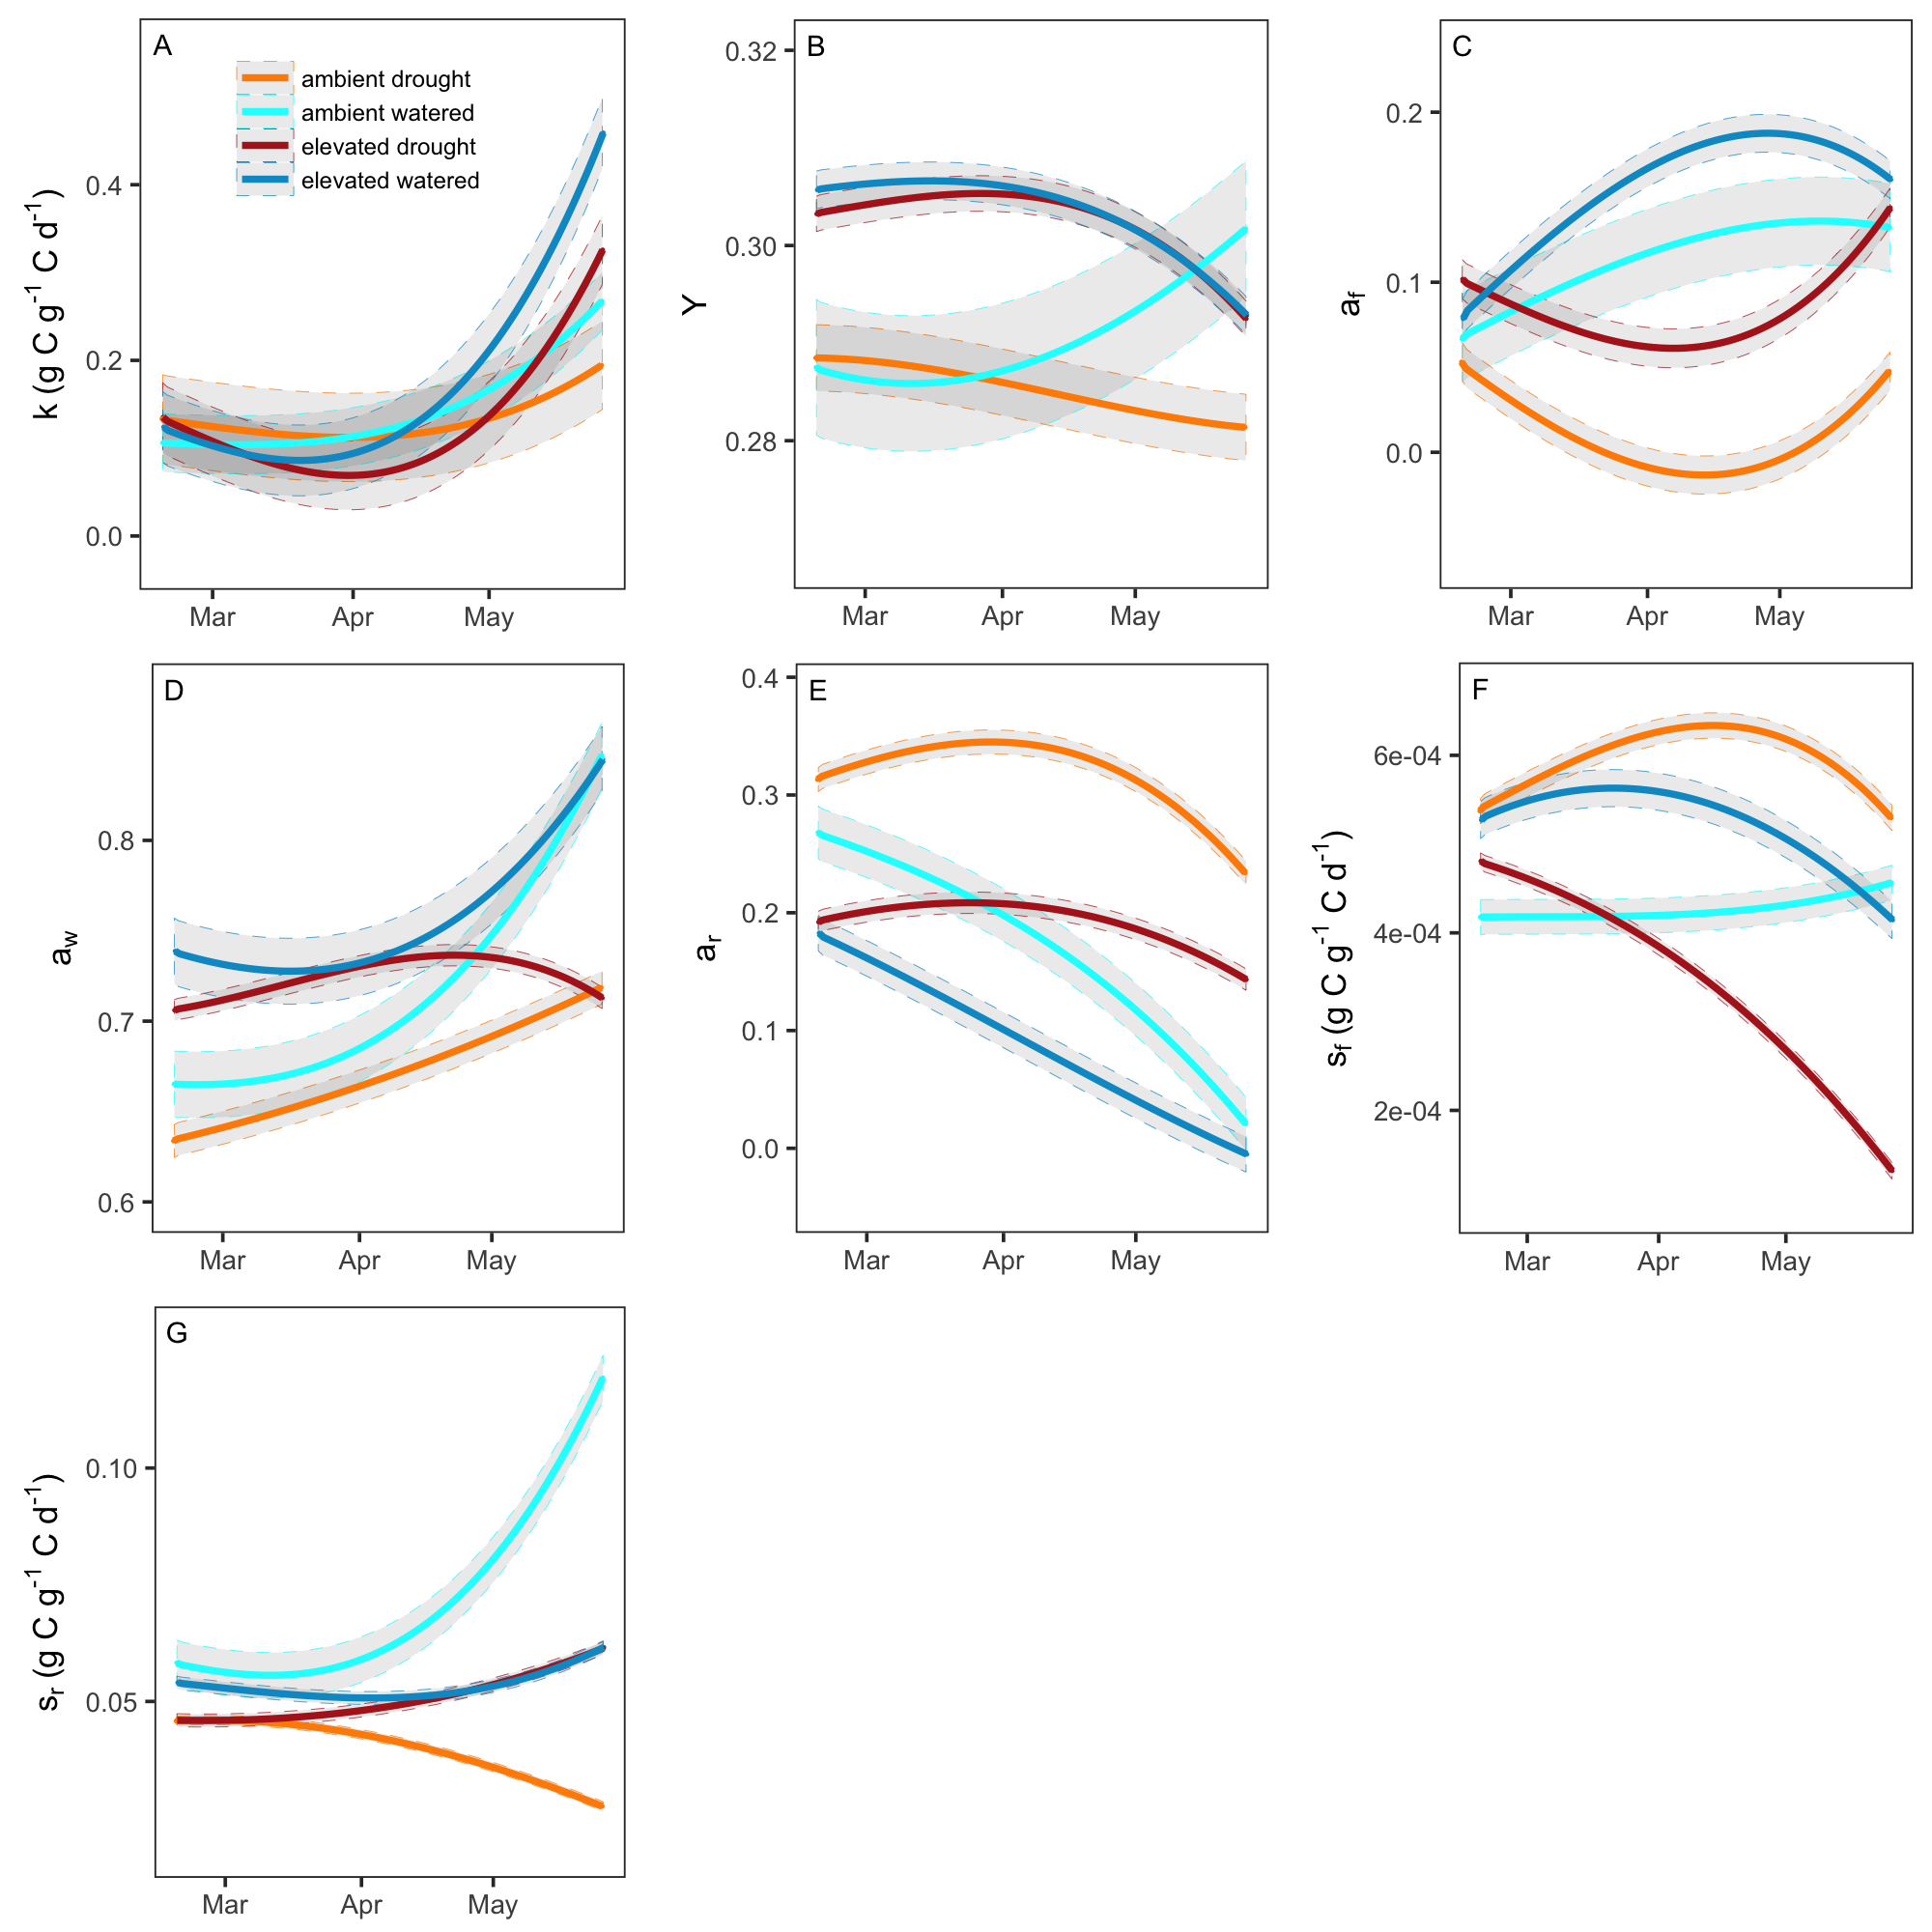 A
ambient drought
ambient watered
elevated drought
elevated watered
k (g C g-1 C d-1)
0.4
0.2
0.0
Mar Apr May
B
Y
0.32
0.30
0.28
Mar Apr May
C
af
0.2
0.1
0.0
Mar Apr May
D
aw
0.8
0.7
0.6
Mar Apr May
E
ar
0.4
0.3
0.2
0.1
0.0
Mar Apr May
F
sf (g C g-1 C d-1)
6e-04
4e-04
2e-04
Mar Apr May
G
sr (g C g-1 C d-1)
0.10
0.05
Mar Apr May